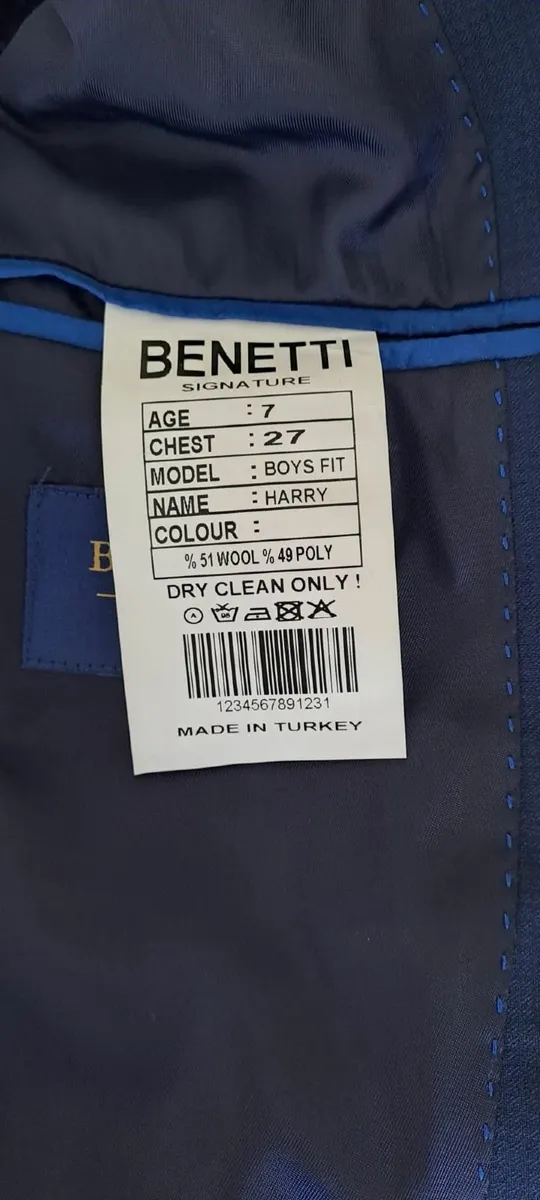 BENETTI
SIGNATURE
AGE : 7
CHEST : 27
MODEL : BOYS FIT
NAME : HARRY
COLOUR :
% 51 WOOL % 49 POLY
DRY CLEAN ONLY !
1234567891231
MADE IN TURKEY
B